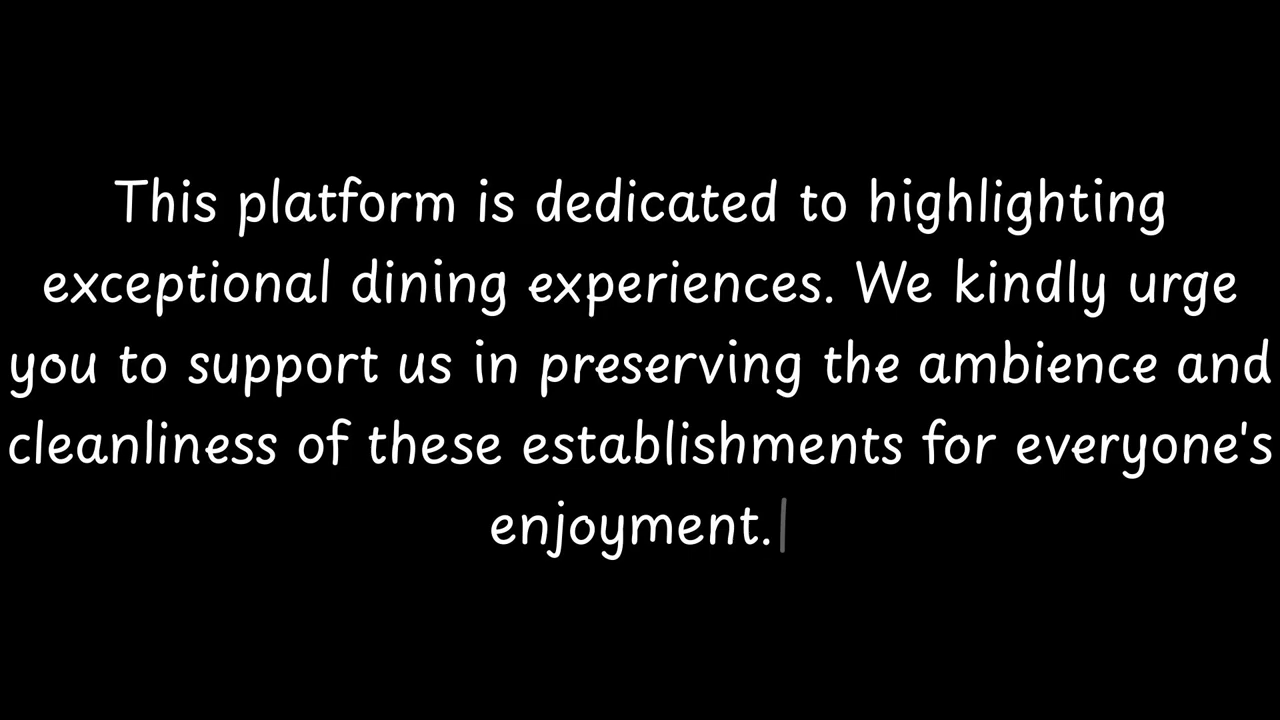 This platform is dedicated to highlighting
exceptional dining experiences. We kindly urge
you to support us in preserving the ambience and
cleanliness of these establishments for everyone's
enjoyment.